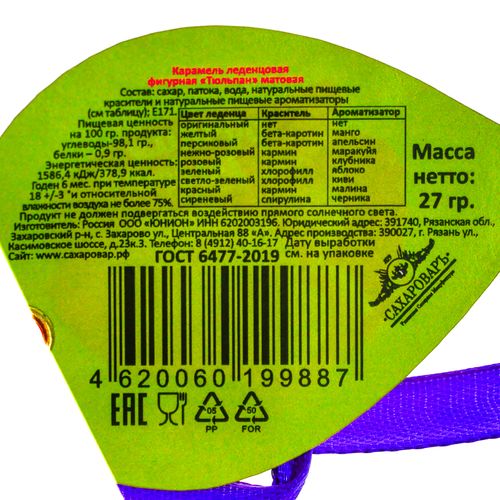 Карамель леденцовая
фигурная «Тюльпан» матовая
Состав: сахар, патока, вода, натуральные пищевые
красители и натуральные пищевые ароматизаторы
(см таблицу); Е171.
Пищевая ценность
на 100 гр. продукта:
углеводы-98,1 гр.,
белки – 0,9 гр.
Энергетическая ценность:
1586,4 кДж/378,9 ккал.
Годен 6 мес. при температуре
18 +/-3 °и относительной
влажности воздуха не более 75%.
Цвет леденца Краситель Ароматизатор
оригинальный нет нет
желтый бета-каротин манго
персиковый бета-каротин апельсин
нежно-розовый кармин маракуйя
розовый кармин клубника
зеленый хлорофилл яблоко
светло-зеленый хлорофилл киви
красный кармин малина
сиреневый спирулина черника
Масса
нетто:
27 гр.
Продукт не должен подвергаться воздействию прямого солнечного света.
Изготовитель: Россия ООО «ЮНИОН» ИНН 6202003196. Юридический адрес: 391740, Рязанская обл.,
Захаровский р-н, с. Захарово ул., Центральная 88 «А». Адрес производства: 390027, г. Рязань ул.,
Касимовское шоссе, д.23к.3. Телефон: 8 (4912) 40-16-17
Сайт: www.сахаровар.рф
Дату выработки
см. на упаковке
ГОСТ 6477-2019
«САХАРОВАРЪ»
4 620060 199887
EAC
05
PP
50
FOR